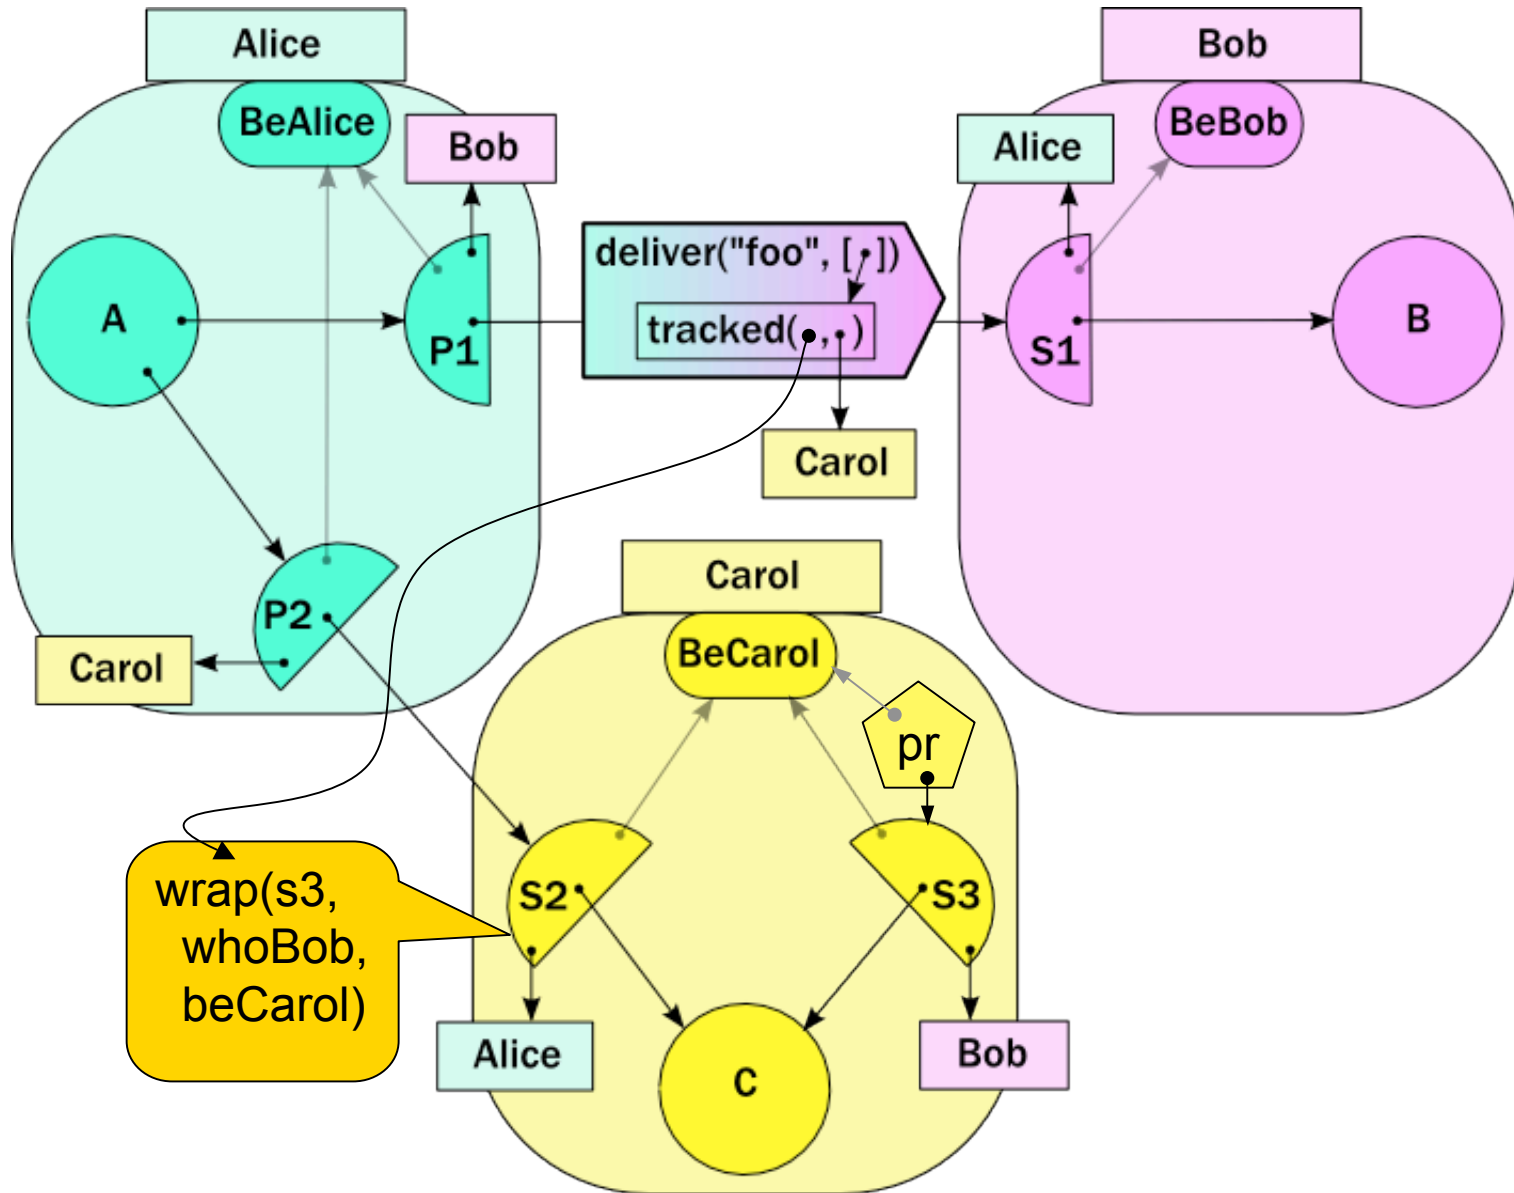 Alice
BeAlice
Bob
A
P1
P2
Carol
deliver("foo", [ ])
tracked( , )
Carol
Bob
BeBob
Alice
S1
B
Carol
BeCarol
pr
S2
S3
Alice
C
Bob
wrap(s3,
whoBob,
beCarol)